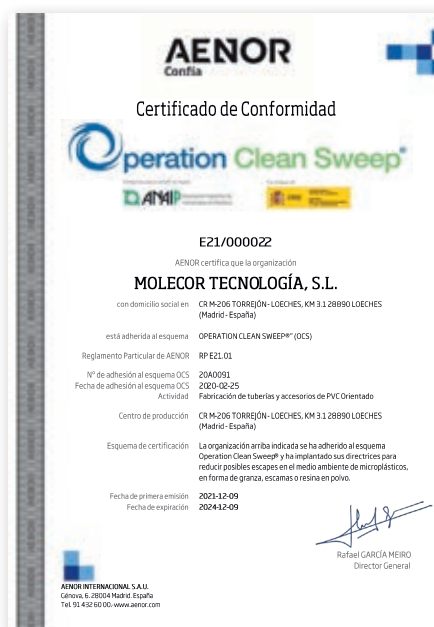 AENOR
Confía
Certificado de Conformidad
Operation Clean Sweep®
ANAIP
E21/000022
AENOR certifica que la organización
MOLECOR TECNOLOGÍA, S.L.
con domicilio social en CR M-206 TORREJÓN - LOECHES, KM 3.1 28890 LOECHES
(Madrid - España)
está adherida al esquema OPERATION CLEAN SWEEP®" (OCS)
Reglamento Particular de AENOR RP E21.01
Nº de adhesión al esquema OCS 20A0091
Fecha de adhesión al esquema OCS 2020-02-25
Actividad Fabricación de tuberías y accesorios de PVC Orientado
Centro de producción CR M-206 TORREJÓN - LOECHES, KM 3.1 28890 LOECHES
(Madrid - España)
Esquema de certificación La organización arriba indicada se ha adherido al esquema
Operation Clean Sweep® y ha implantado sus directrices para
reducir posibles escapes en el medio ambiente de microplásticos,
en forma de granza, escamas o resina en polvo.
Fecha de primera emisión 2021-12-09
Fecha de expiración 2024-12-09
Rafael GARCÍA MEIRO
Director General
AENOR INTERNACIONAL S.A.U.
Génova, 6. 28004 Madrid. España
Tel. 91 432 60 00.- www.aenor.com